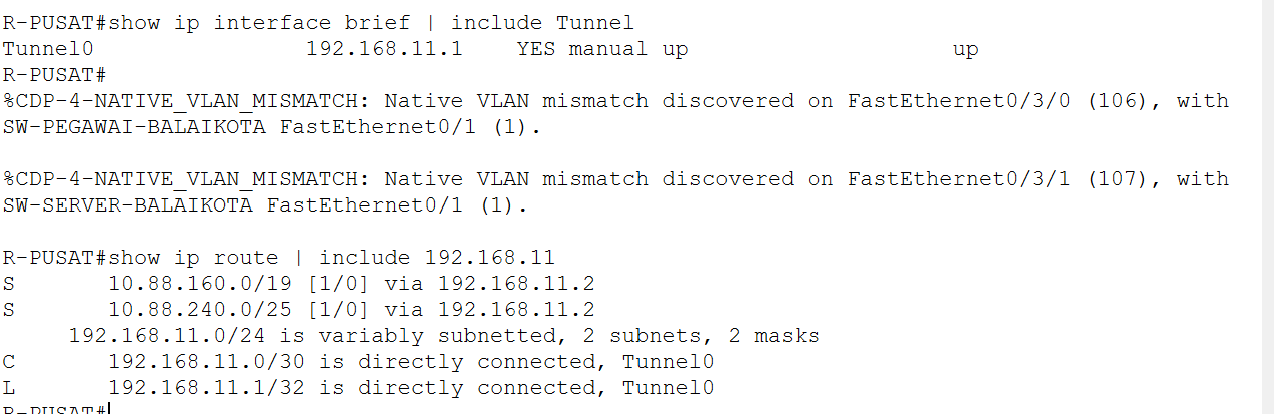 R-PUSAT#show ip interface brief | include Tunnel
Tunnel0                192.168.11.1    YES manual up                    up
R-PUSAT#
%CDP-4-NATIVE_VLAN_MISMATCH: Native VLAN mismatch discovered on FastEthernet0/3/0 (106), with
SW-PEGAWAI-BALAIKOTA FastEthernet0/1 (1).
%CDP-4-NATIVE_VLAN_MISMATCH: Native VLAN mismatch discovered on FastEthernet0/3/1 (107), with
SW-SERVER-BALAIKOTA FastEthernet0/1 (1).
R-PUSAT#show ip route | include 192.168.11
S       10.88.160.0/19 [1/0] via 192.168.11.2
S       10.88.240.0/25 [1/0] via 192.168.11.2
     192.168.11.0/24 is variably subnetted, 2 subnets, 2 masks
C       192.168.11.0/30 is directly connected, Tunnel0
L       192.168.11.1/32 is directly connected, Tunnel0
R-PUSAT#